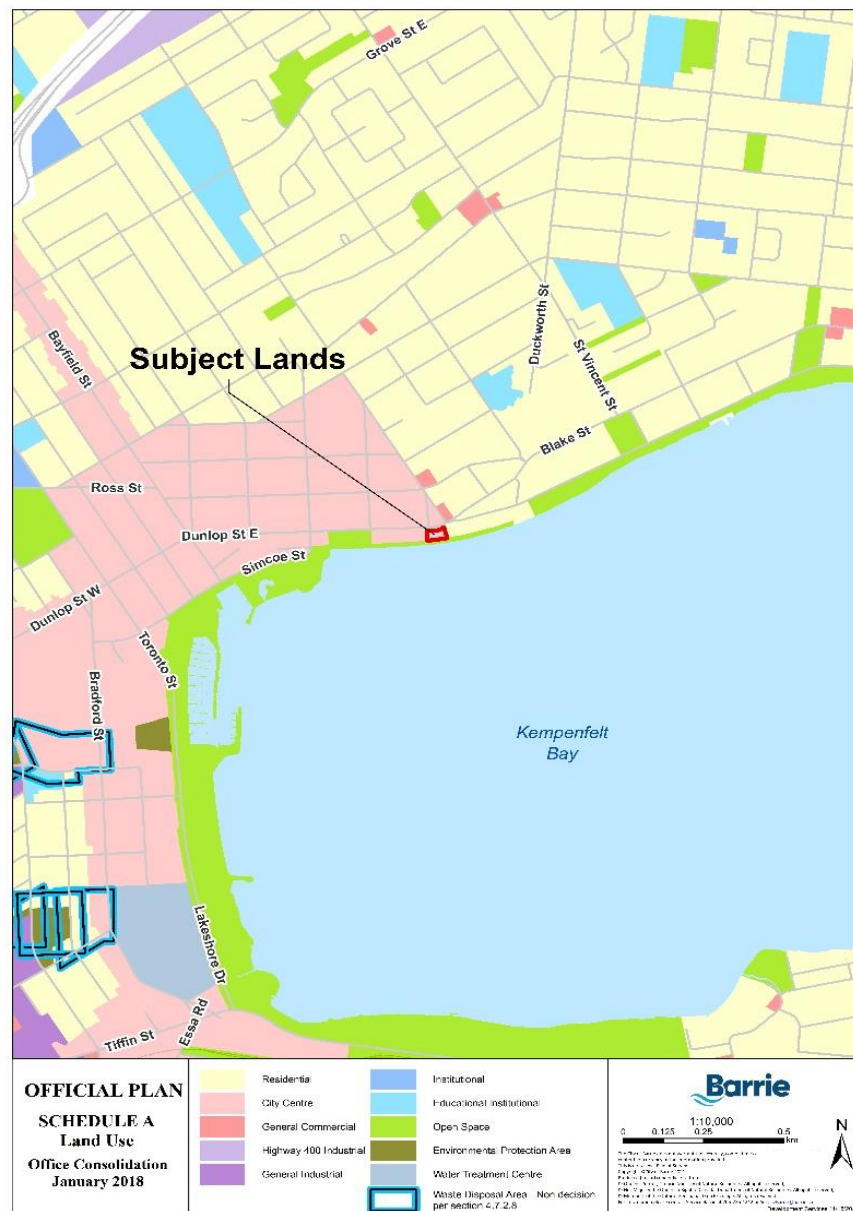 Grove St E
Bayfield St
Duckworth St
St Vincent St
Subject Lands
Blake St
Ross St
Dunlop St E
Simcoe St
Dunlop St W
Toronto St
Bradford St
Kempenfelt
Bay
Lakeshore Dr
Essa Rd
Tiffin St
OFFICIAL PLAN
SCHEDULE A
Land Use
Office Consolidation
January 2018
Residential
City Centre
General Commercial
Highway 400 Industrial
General Industrial
Institutional
Educational Institutional
Open Space
Environmental Protection Area
Water Treatment Centre
Waste Disposal Area Non decision
per section 4.7.2.8
Barrie
1:10,000
0 0.125 0.25 0.5
km
N